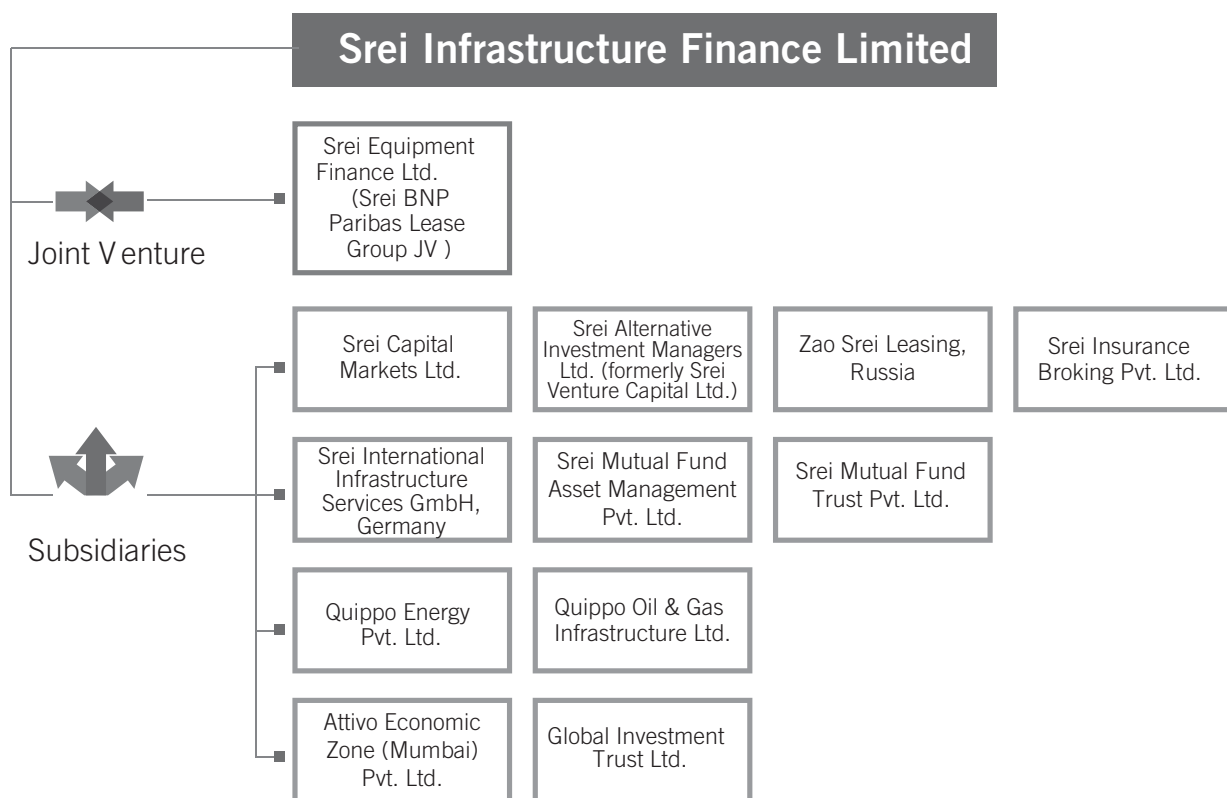 Srei Infrastructure Finance Limited
Srei Equipment
Finance Ltd.
(Srei BNP
Paribas Lease
Group JV )
Joint Venture
Srei Capital
Markets Ltd.
Srei Alternative
Investment Managers
Ltd. (formerly Srei
Venture Capital Ltd.)
Zao Srei Leasing,
Russia
Srei Insurance
Broking Pvt. Ltd.
Srei International
Infrastructure
Services GmbH,
Germany
Srei Mutual Fund
Asset Management
Pvt. Ltd.
Srei Mutual Fund
Trust Pvt. Ltd.
Subsidiaries
Quippo Energy
Pvt. Ltd.
Quippo Oil & Gas
Infrastructure Ltd.
Attivo Economic
Zone (Mumbai)
Pvt. Ltd.
Global Investment
Trust Ltd.